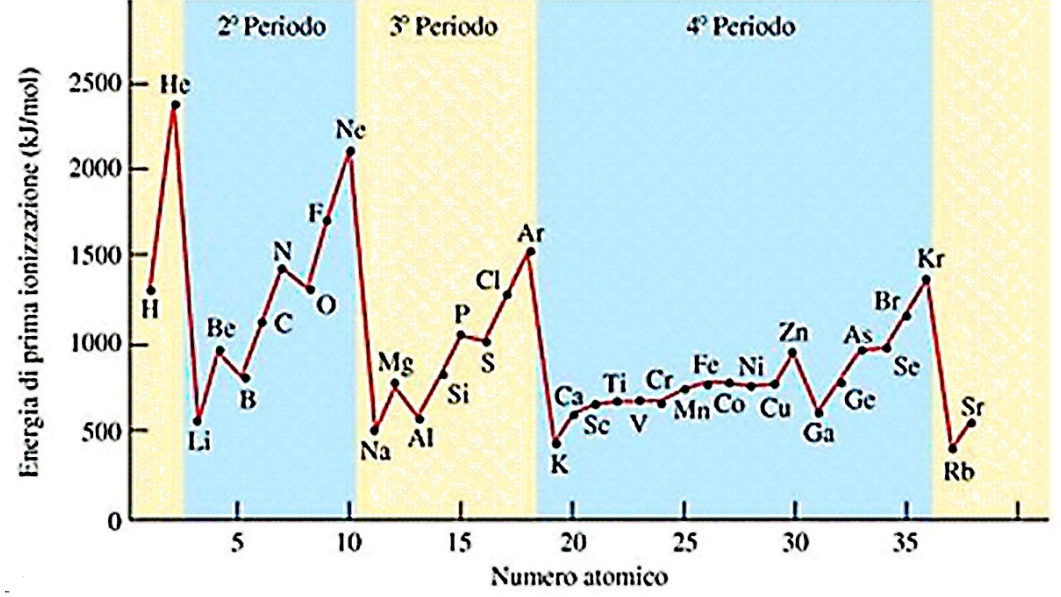 2° Periodo 3° Periodo 4° Periodo
Energia di prima ionizzazione (kJ/mol)
2500
2000
1500
1000
500
0
H
He
Li
Be
B
C
N
O
F
Ne
Na
Mg
Al
Si
P
S
Cl
Ar
K
Ca
Sc
Ti
V
Cr
Mn
Fe
Co
Ni
Cu
Zn
Ga
Ge
As
Se
Br
Kr
Rb
Sr
5 10 15 20 25 30 35
Numero atomico